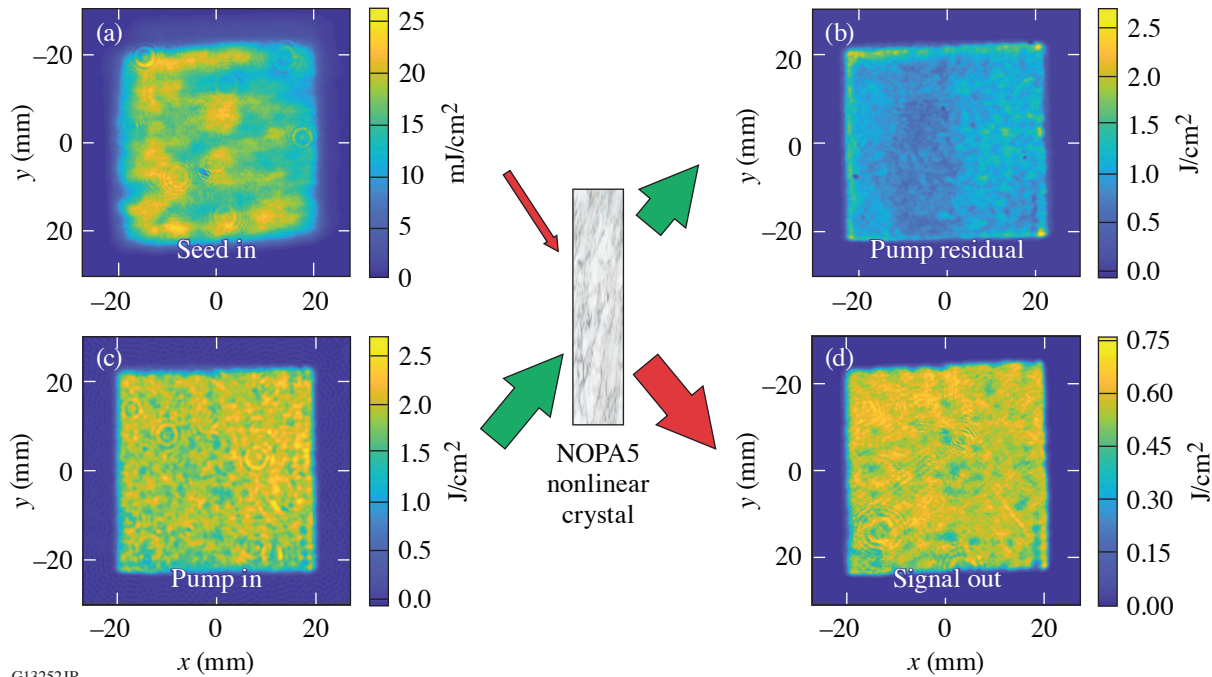 (a)
−20
0
20
y (mm)
−20
0
20
Seed in
25
20
15
10
5
0
mJ/cm2
(b)
20
0
−20
y (mm)
−20
0
20
Pump residual
2.5
2.0
1.5
1.0
0.5
0.0
J/cm2
NOPA5
nonlinear
crystal
(c)
20
0
−20
y (mm)
−20
0
20
x (mm)
Pump in
2.5
2.0
1.5
1.0
0.5
0.0
J/cm2
(d)
−20
0
20
y (mm)
−20
0
20
x (mm)
Signal out
0.75
0.60
0.45
0.30
0.15
0.00
J/cm2
G13252JR